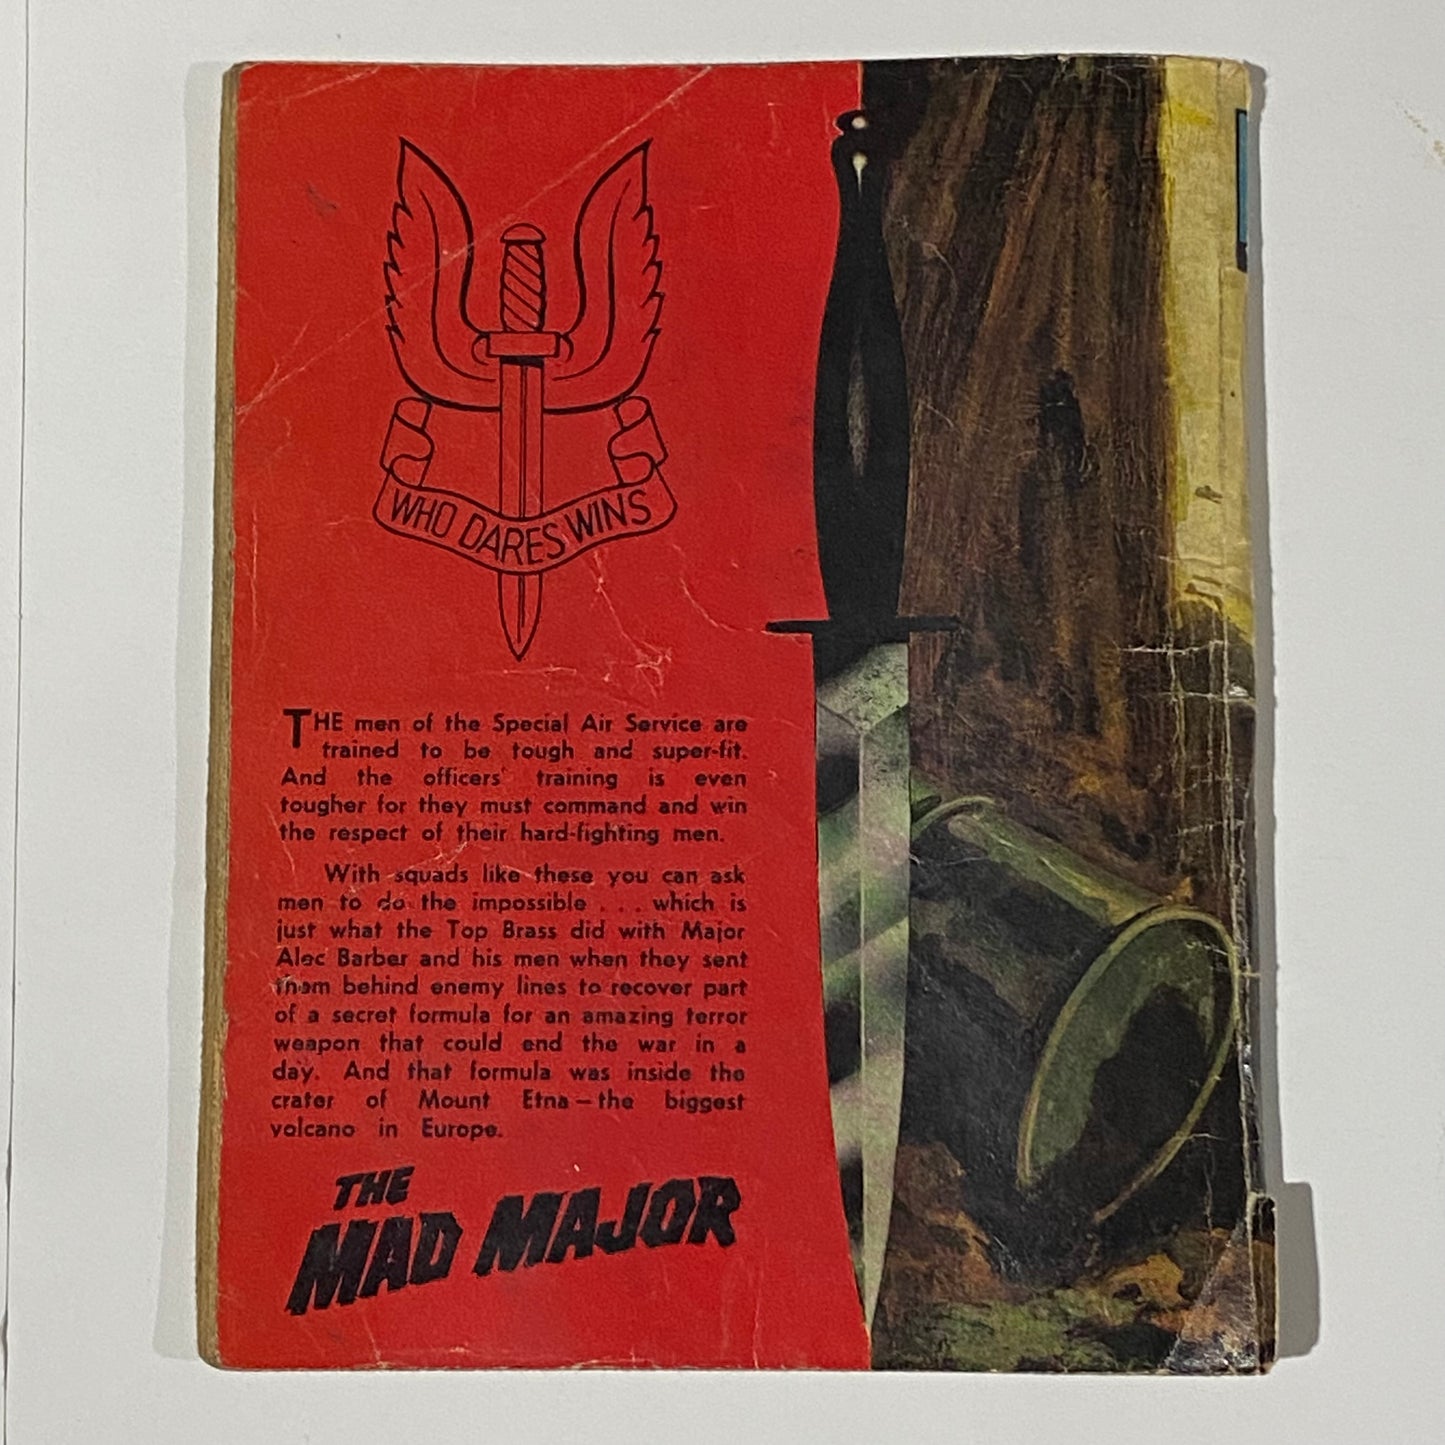 WHO DARES WINS
THE men of the Special Air Service are
trained to be tough and super-fit.
And the officers' training is even
tougher for they must command and win
the respect of their hard-fighting men.
With squads like these you can ask
men to do the impossible . . . which is
just what the Top Brass did with Major
Alec Barber and his men when they sent
them behind enemy lines to recover part
of a secret formula for an amazing terror
weapon that could end the war in a
day. And that formula was inside the
crater of Mount Etna—the biggest
volcano in Europe.
THE
MAD MAJOR